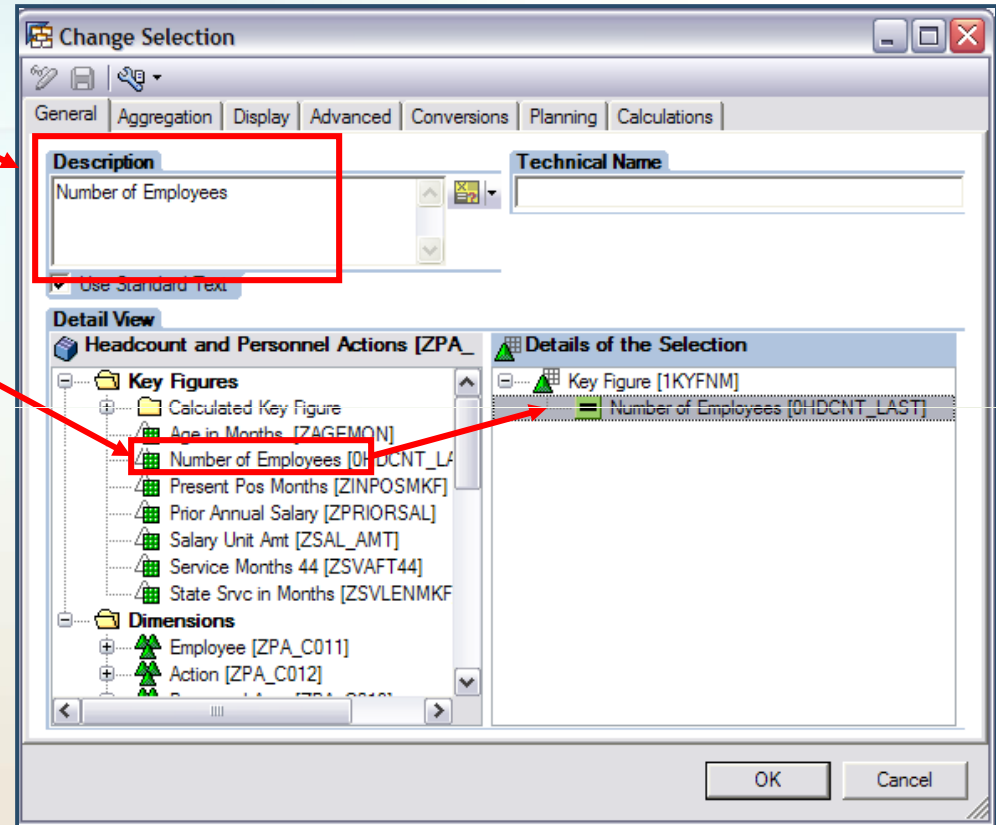 Change Selection
General Aggregation Display Advanced Conversions Planning Calculations
Description
Technical Name
Number of Employees
Use Standard Text
Detail View
Headcount and Personnel Actions [ZPA_
Details of the Selection
Key Figures
Key Figure [1KYFNM]
Calculated Key Figure
Number of Employees [0HDCNT_LAST]
Age in Months [ZAGEMON]
Number of Employees [0HDCNT_LA
Present Pos Months [ZINPOSMKF]
Prior Annual Salary [ZPRIORSAL]
Salary Unit Amt [ZSAL_AMT]
Service Months 44 [ZSVAFT44]
State Srvc in Months [ZSVLENMKF
Dimensions
Employee [ZPA_C011]
Action [ZPA_C012]
OK Cancel